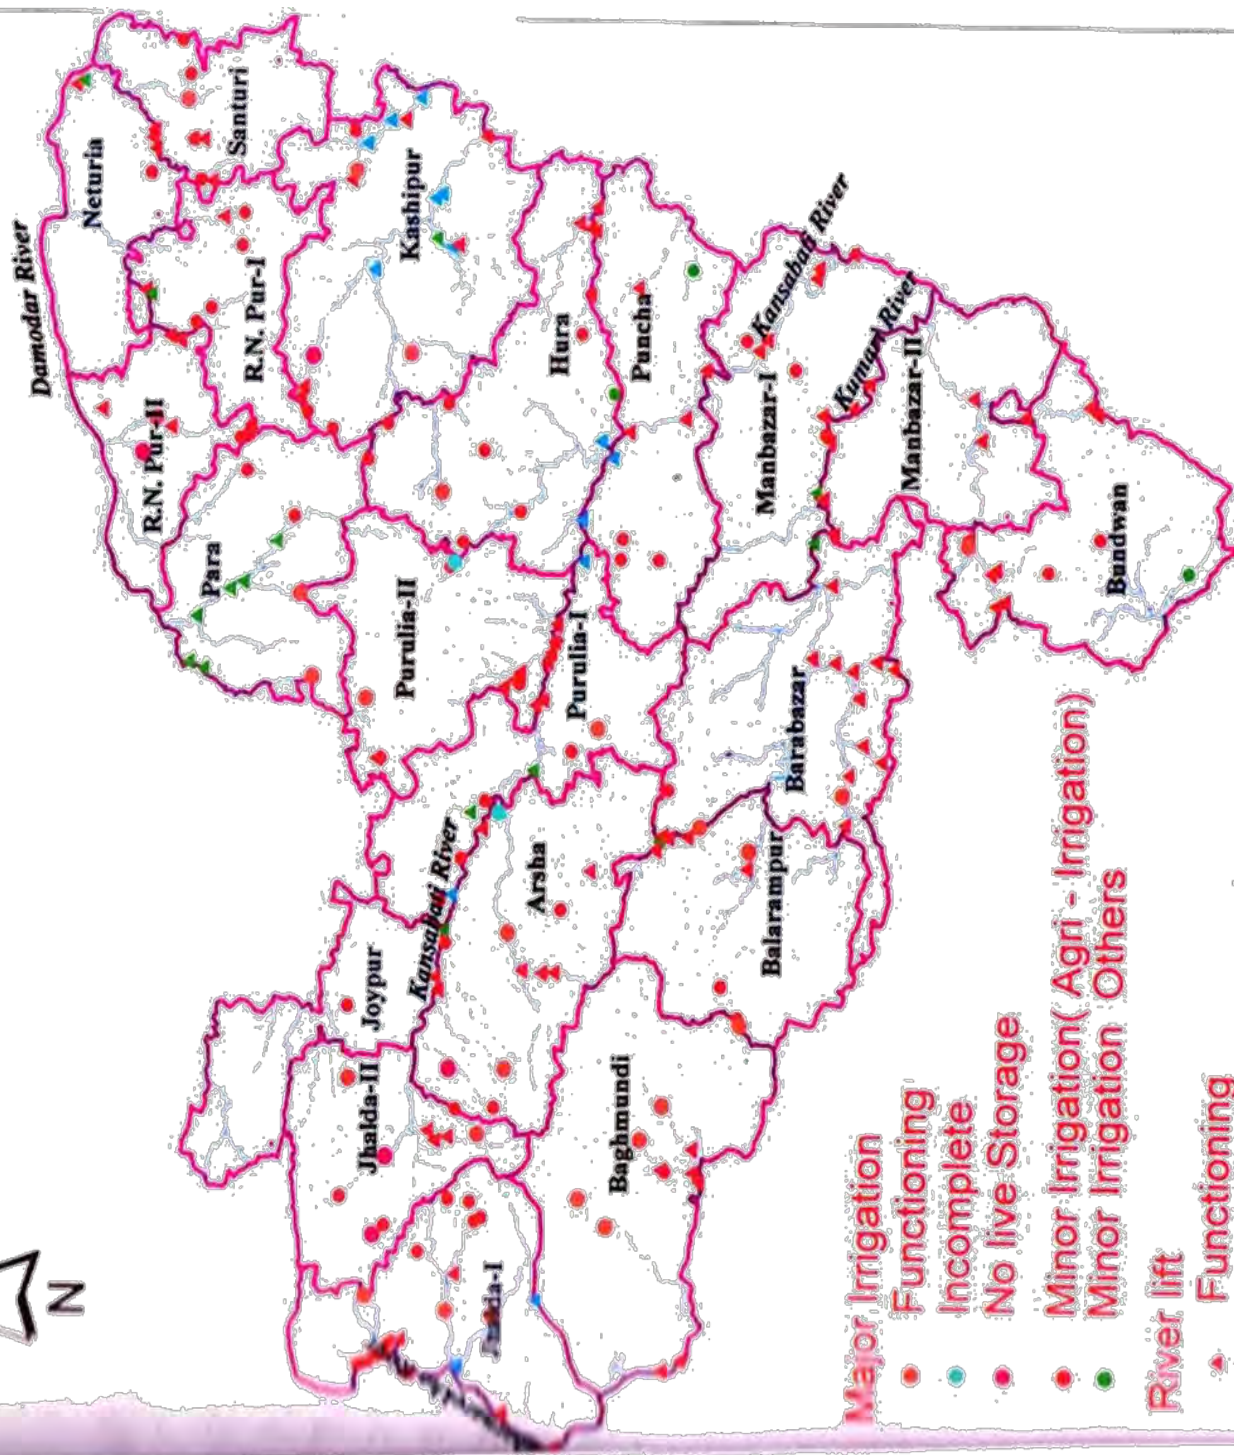 Damodar River
Neturia
Santuri
R.N. Pur-II
R.N. Pur-I
Kashipur
Para
Hura
Puncha
Purulia-II
Purulia-I
Kansabati River
Manbazar-I
Kumari River
Manbazar-II
Bundwan
Barabazar
Kansabati River
Arsha
Balarampur
Joypur
Jhalda-II
Baghmundi
N
Major Irrigation
Functioning
Incomplete
No live Storage
Minor Irrigation( Agri - Irrigation)
Minor Irrigation Others
River lift
Functioning